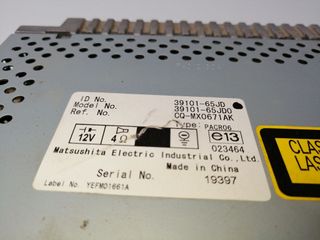 ID No. 39101-65JD
Model No. 39101-65JD0
Ref. No. CQ-MX0671AK
Type: PACR06
12V 4Ω e13
023464
Matsushita Electric Industrial Co.,Ltd.
Made in China
Serial No. 19397
Label No. YEFM01661A
CLAS
LAS